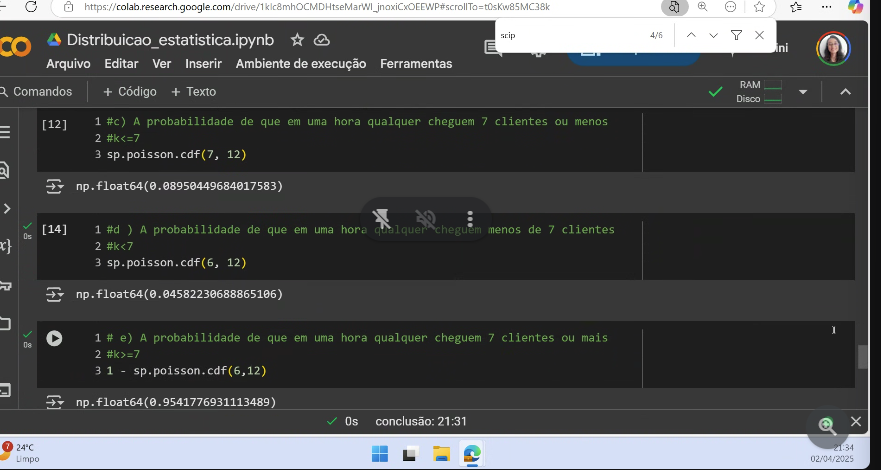 https://colab.research.google.com/drive/1klc8mhOCMDHtseMarWI_jnoxiCxOEEWP#scrollTo=t0sKw85MC38k
scip
4/6
Distribuicao_estatistica.ipynb
Arquivo Editar Ver Inserir Ambiente de execução Ferramentas
Comandos + Código + Texto
RAM
Disco
[12]
1 #c) A probabilidade de que em uma hora qualquer cheguem 7 clientes ou menos
2 #k<=7
3 sp.poisson.cdf(7, 12)
np.float64(0.08950449684017583)
[14]
0s
1 #d ) A probabilidade de que em uma hora qualquer cheguem menos de 7 clientes
2 #k<7
3 sp.poisson.cdf(6, 12)
np.float64(0.04582230688865106)
0s
1 # e) A probabilidade de que em uma hora qualquer cheguem 7 clientes ou mais
2 #k>=7
3 1 - sp.poisson.cdf(6,12)
np.float64(0.9541776931113489)
0s conclusão: 21:31
7
24°C
Limpo
21:34
02/04/2025